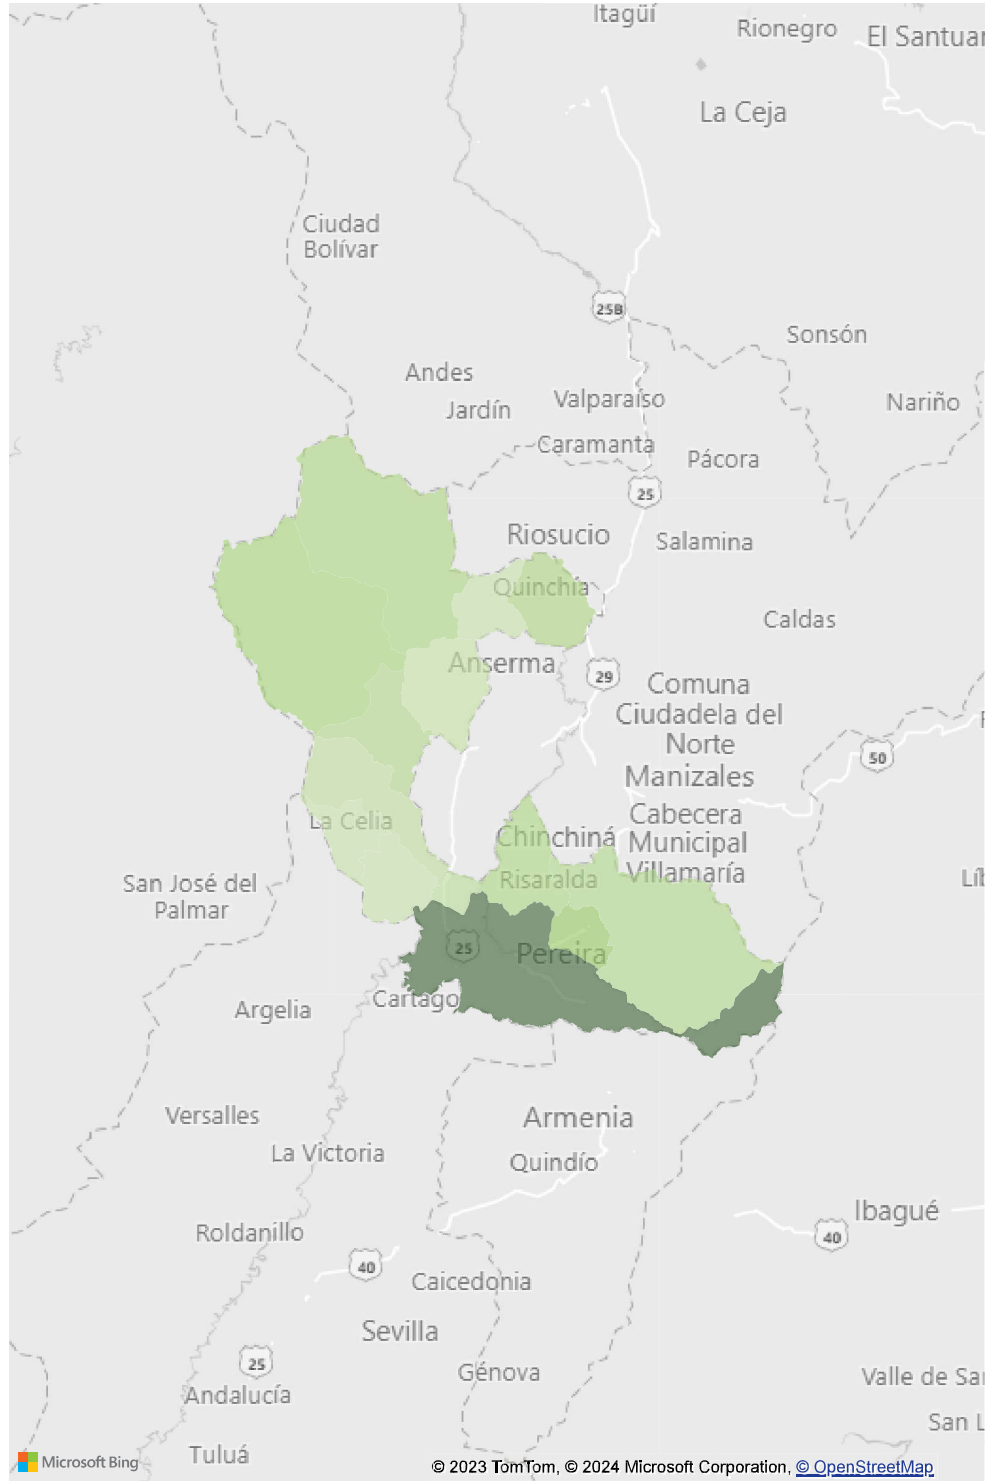 Itagüí
Rionegro
El Santuar
La Ceja
Ciudad
Bolívar
25B
Sonsón
Andes
Valparaíso
Jardín
Nariño
Caramanta
Pácora
25
Riosucio
Salamina
Quinchía
Caldas
Anserma
29
Comuna
Ciudadela del
Norte
50
Manizales
La Celia
Chinchiná
Cabecera
Municipal
Villamaría
San José del
Palmar
Risaralda
Líb
25
Pereira
Cartago
Argelia
Versalles
Armenia
La Victoria
Quindío
Ibagué
Roldanillo
40
40
Caicedonia
Sevilla
25
Génova
Valle de Sa
Andalucía
San L
Tuluá
Microsoft Bing
© 2023 TomTom, © 2024 Microsoft Corporation, © OpenStreetMap